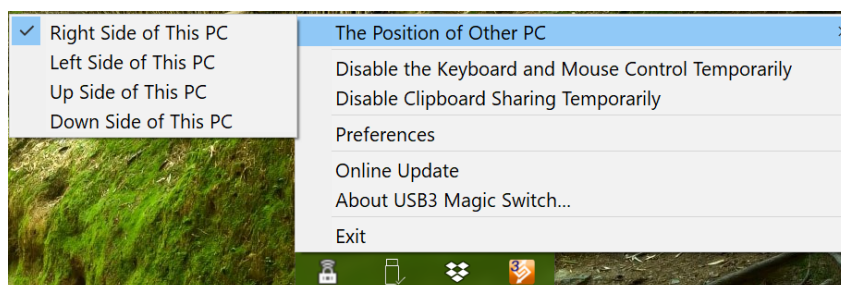 Right Side of This PC
Left Side of This PC
Up Side of This PC
Down Side of This PC
The Position of Other PC
Disable the Keyboard and Mouse Control Temporarily
Disable Clipboard Sharing Temporarily
Preferences
Online Update
About USB3 Magic Switch...
Exit
3